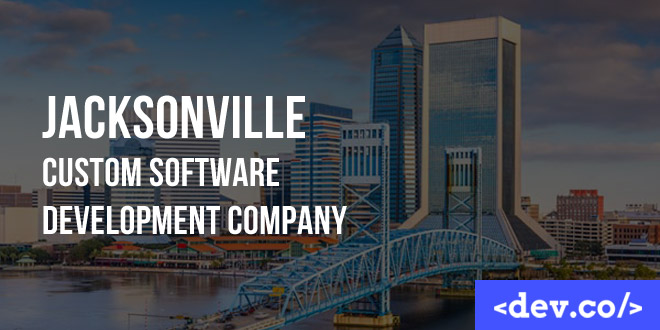 JACKSONVILLE
CUSTOM SOFTWARE
DEVELOPMENT COMPANY
<dev.co/>